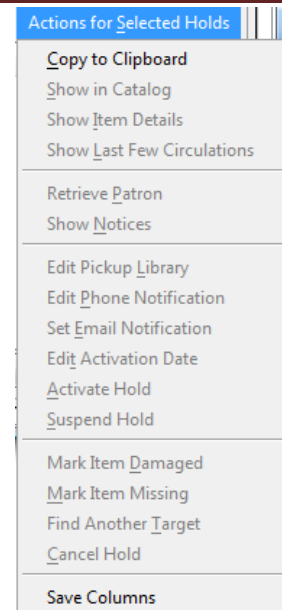 Actions for Selected Holds
Copy to Clipboard
Show in Catalog
Show Item Details
Show Last Few Circulations
Retrieve Patron
Show Notices
Edit Pickup Library
Edit Phone Notification
Set Email Notification
Edit Activation Date
Activate Hold
Suspend Hold
Mark Item Damaged
Mark Item Missing
Find Another Target
Cancel Hold
Save Columns